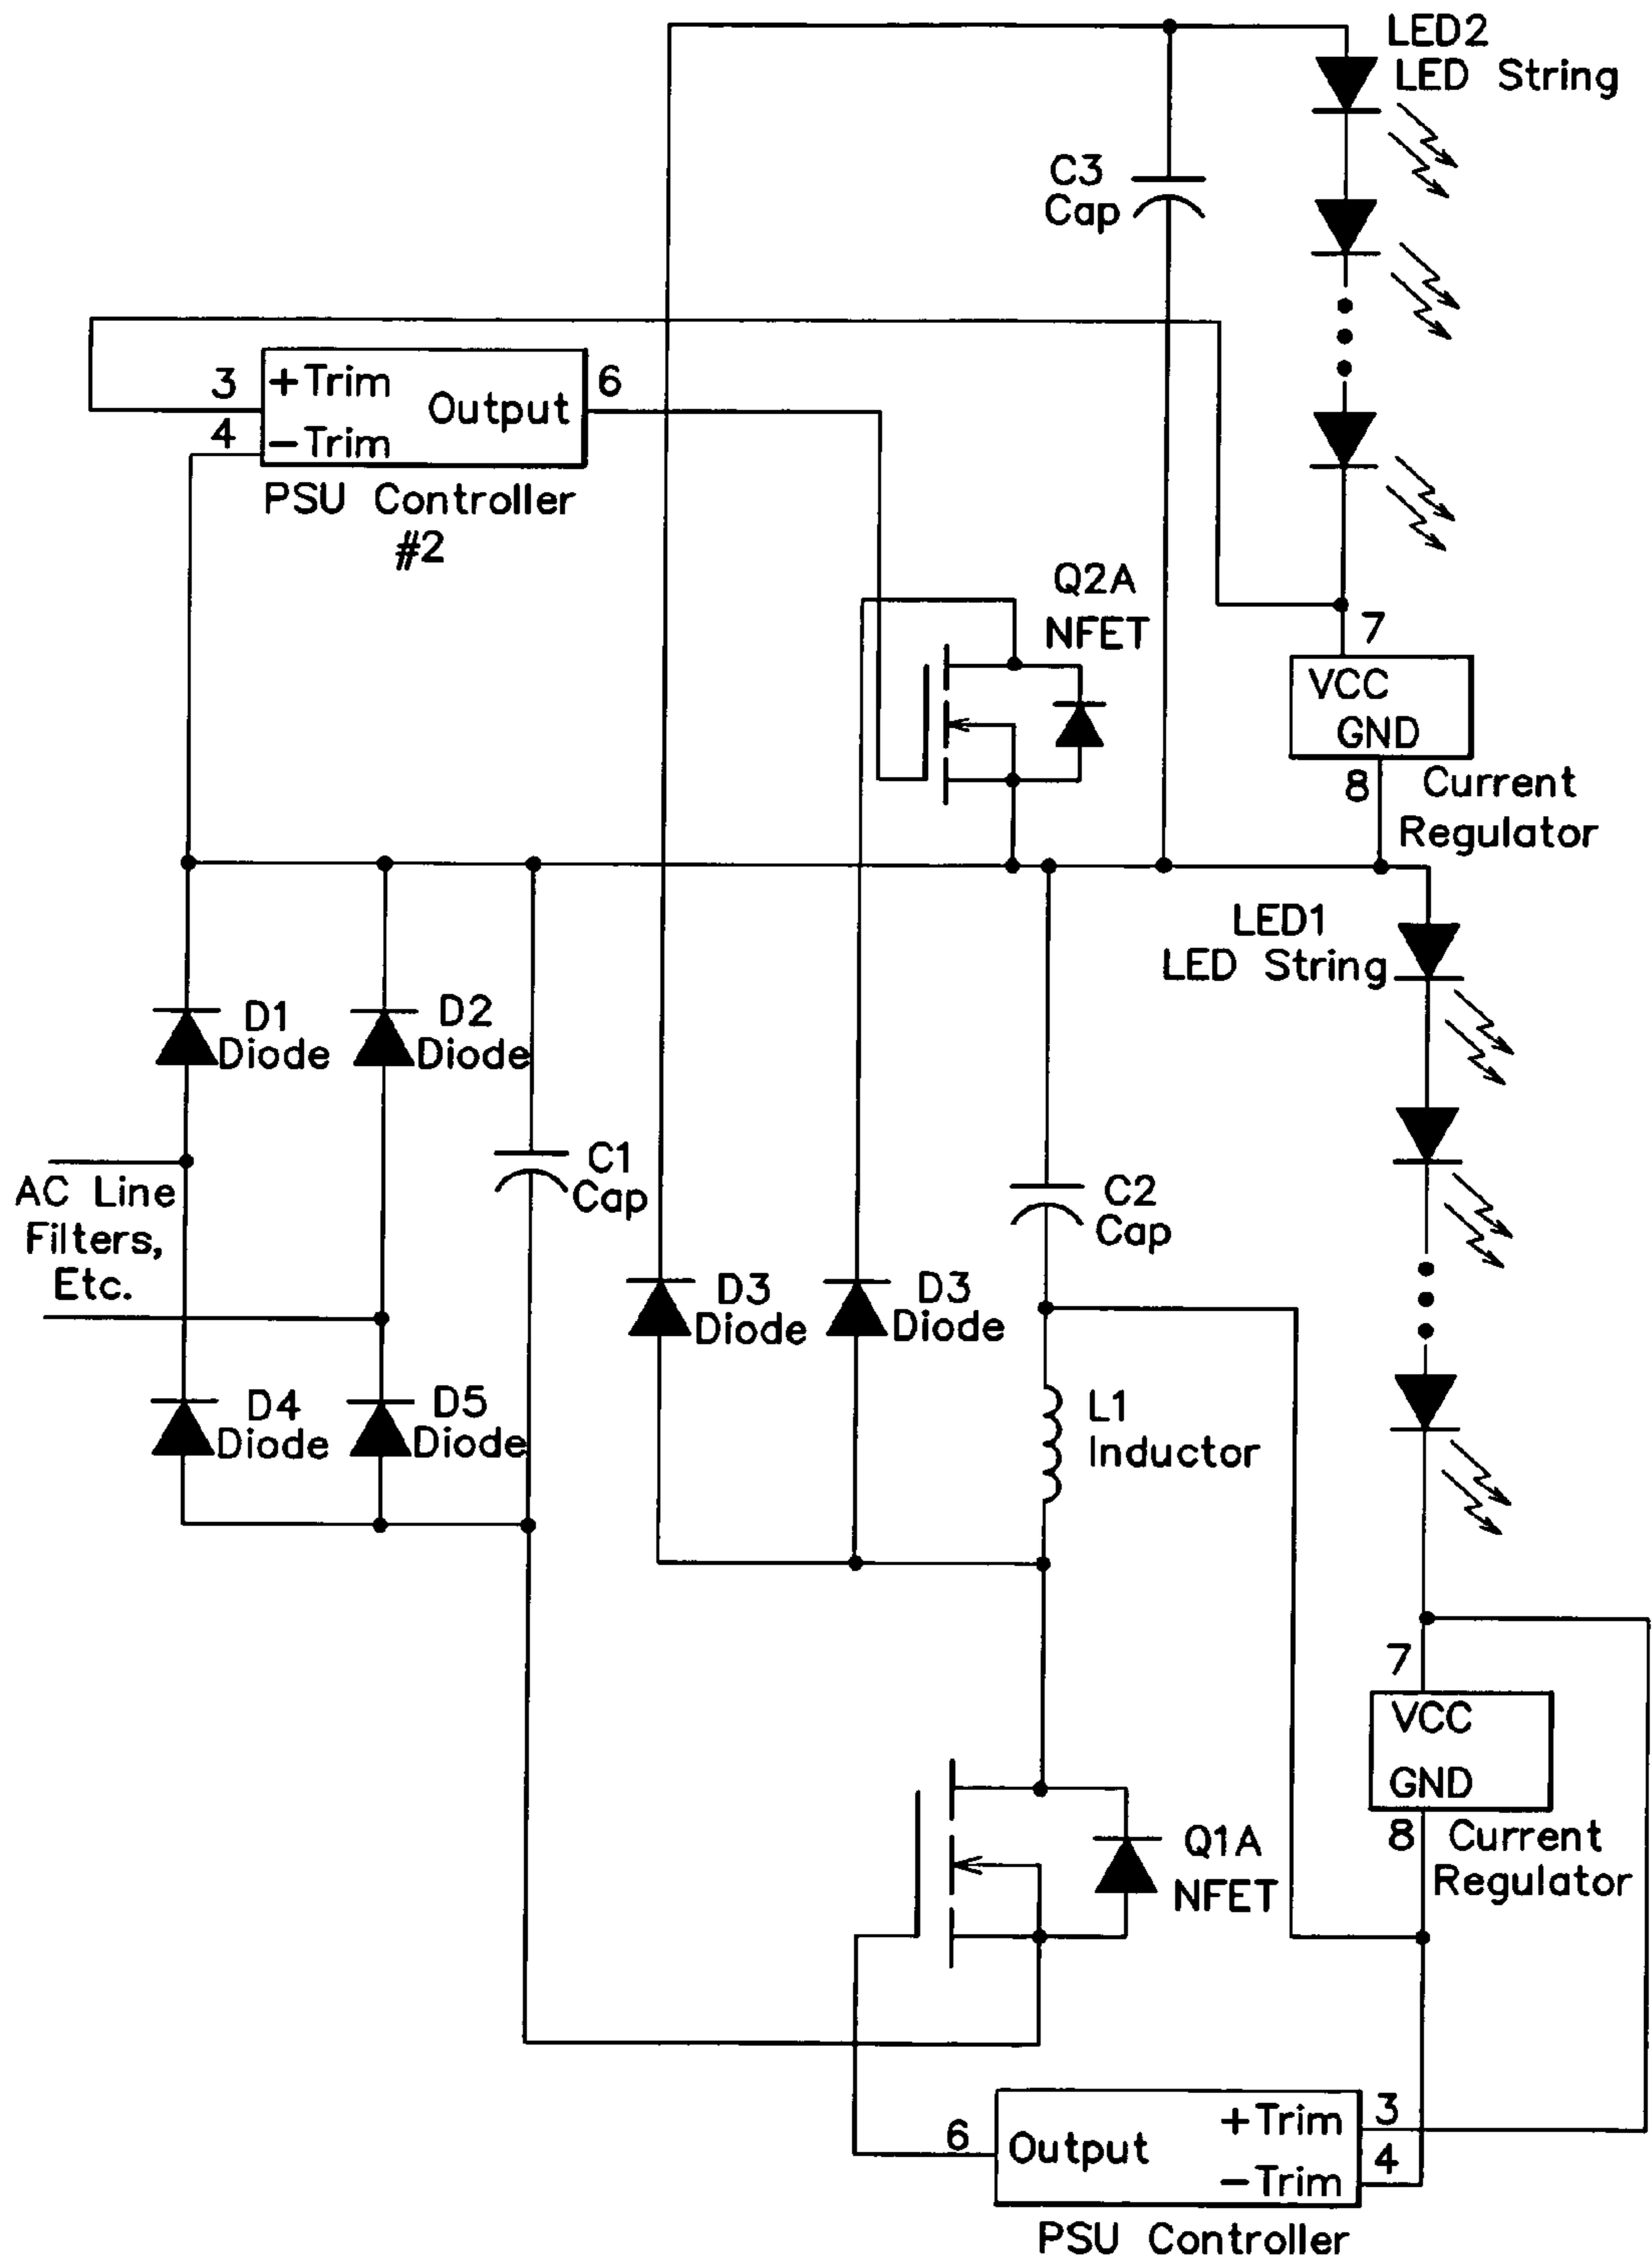 LED2
LED String
C3
Cap
3
+Trim
4
−Trim
Output
6
PSU Controller
#2
Q2A
NFET
7
VCC
GND
8
Current
Regulator
LED1
LED String
D1
Diode
D2
Diode
AC Line
Filters,
Etc.
C1
Cap
C2
Cap
D3
Diode
D3
Diode
D4
Diode
D5
Diode
L1
Inductor
7
VCC
GND
8
Current
Regulator
Q1A
NFET
6
Output
+Trim
3
−Trim
4
PSU Controller